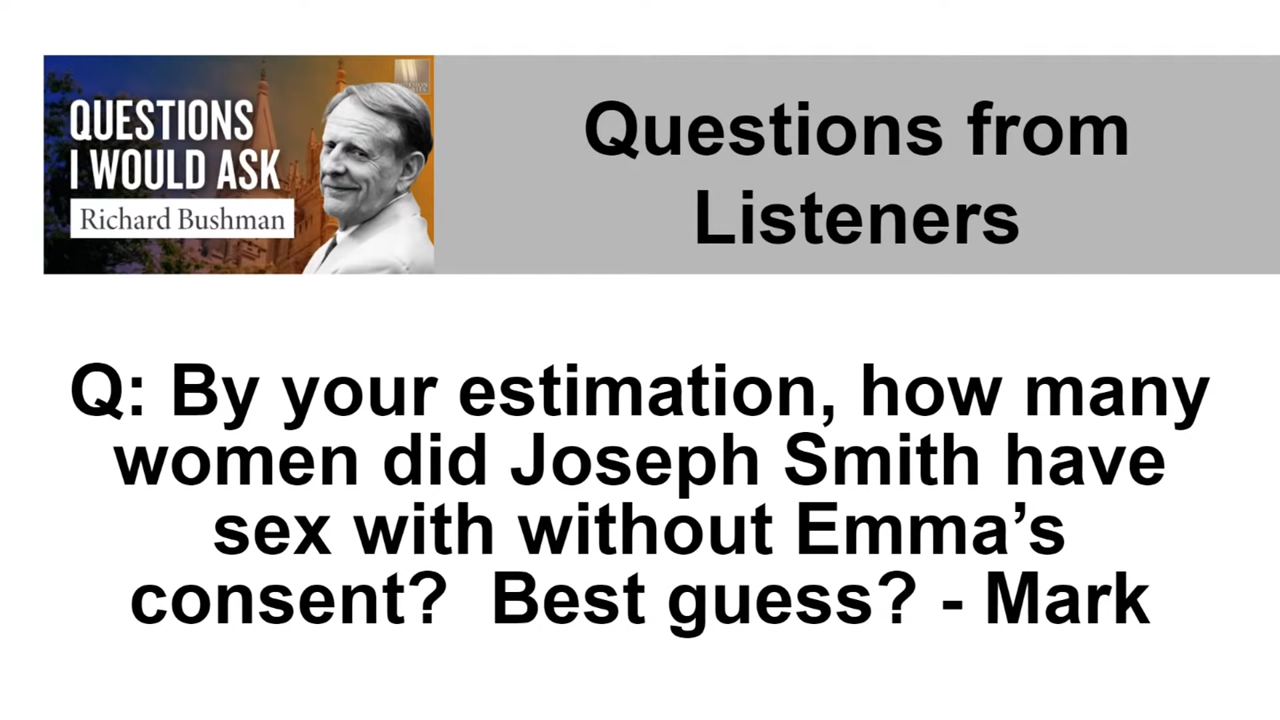 QUESTIONS
I WOULD ASK
Richard Bushman
Questions from
Listeners
Q: By your estimation, how many
women did Joseph Smith have
sex with without Emma’s
consent?  Best guess? - Mark